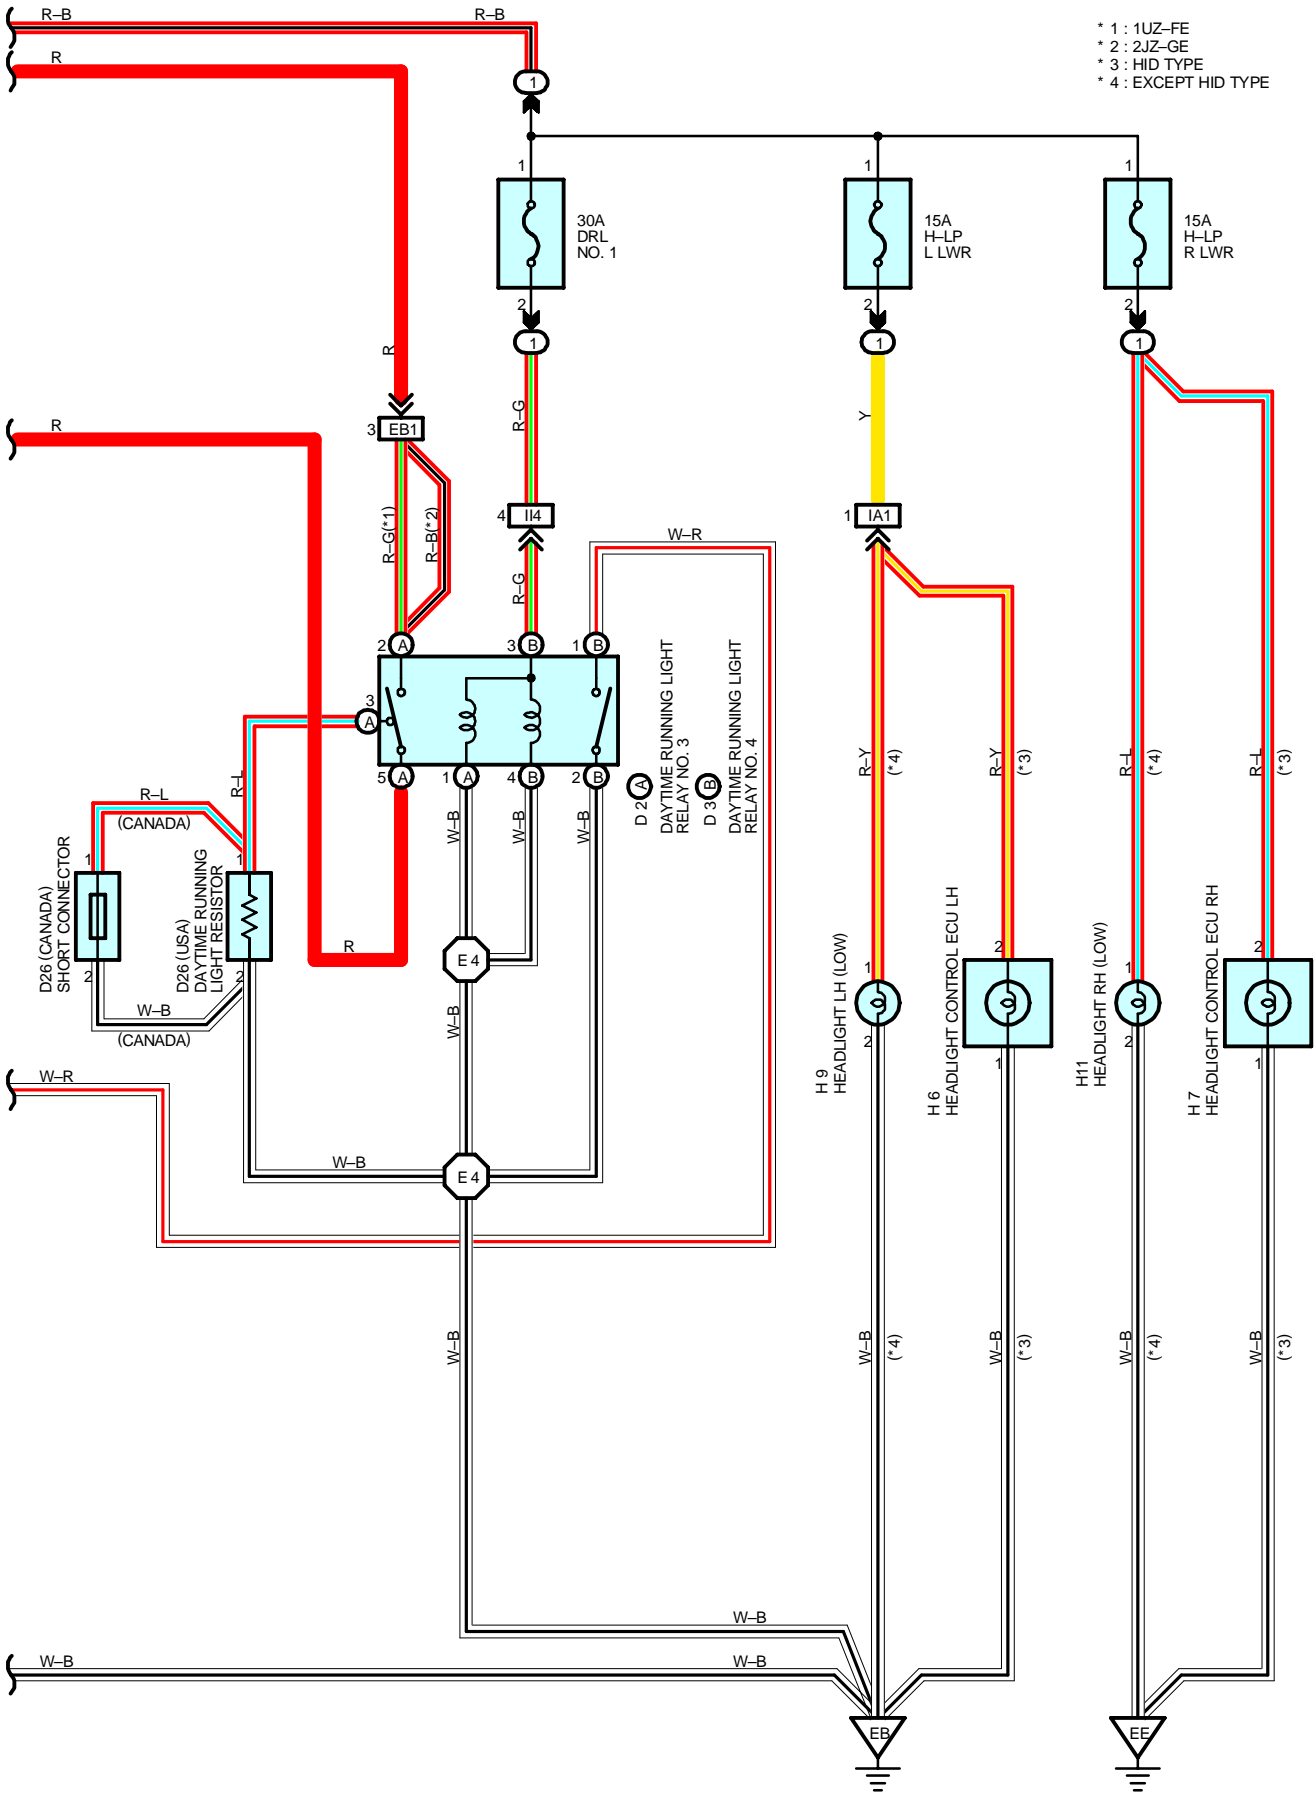 R–B
R–B
* 1 : 1UZ–FE
* 2 : 2JZ–GE
* 3 : HID TYPE
* 4 : EXCEPT HID TYPE
R
1
1
1
1
30A
DRL
NO. 1
15A
H–LP
L LWR
15A
H–LP
R LWR
2
2
2
1
1
1
R
R–G
Y
R
3
EB1
4
II4
1
IA1
R–G(*1)
R–B(*2)
R–G
W–R
2
A
3
B
1
B
3
A
5
A
1
A
4
B
2
B
D 2
A
DAYTIME RUNNING LIGHT
RELAY NO. 3
D 3
B
DAYTIME RUNNING LIGHT
RELAY NO. 4
R–Y
(*4)
R–Y
(*3)
R–L
(*4)
R–L
(*3)
R–L
R–L
(CANADA)
W–B
W–B
W–B
1
1
D26 (CANADA)
SHORT CONNECTOR
D26 (USA)
DAYTIME RUNNING
LIGHT RESISTOR
2
2
W–B
(CANADA)
R
E 4
W–B
1
H 9
HEADLIGHT LH (LOW)
2
2
H 6
HEADLIGHT CONTROL ECU LH
1
1
H11
HEADLIGHT RH (LOW)
2
2
H 7
HEADLIGHT CONTROL ECU RH
1
W–R
W–B
E 4
W–B
W–B
(*4)
W–B
(*3)
W–B
(*4)
W–B
(*3)
W–B
W–B
W–B
EB
EE